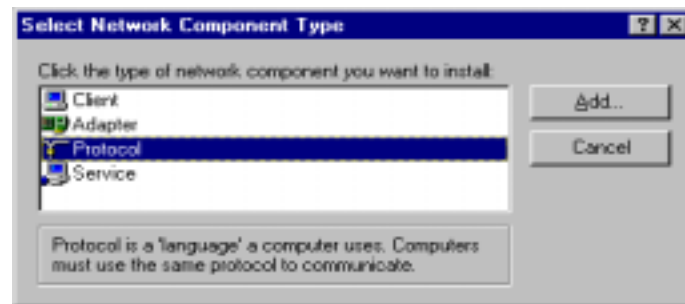 Select Network Component Type
Click the type of network component you want to install:
Client
Add...
Adapter
Protocol
Cancel
Service
Protocol is a 'language' a computer uses. Computers
must use the same protocol to communicate.